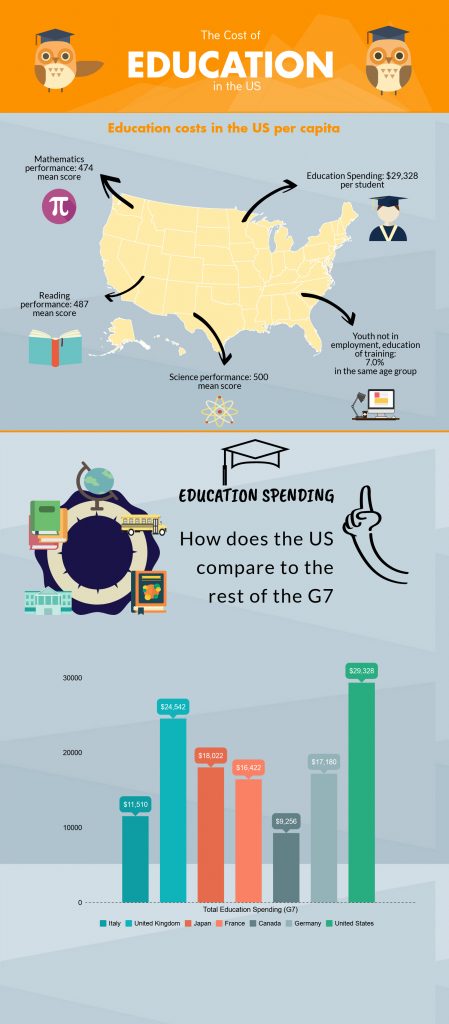 The Cost of
EDUCATION
in the US
Education costs in the US per capita
Mathematics
performance: 474
mean score
π
Education Spending: $29,328
per student
Reading
performance: 487
mean score
Youth not in
employment, education
of training:
7.0%
in the same age group
Science performance: 500
mean score
EDUCATION SPENDING
How does the US
compare to the
rest of the G7
30000
20000
10000
0
$11,510
$24,542
$18,022
$16,422
$9,256
$17,180
$29,328
Total Education Spending (G7)
Italy United Kingdom Japan France Canada Germany United States